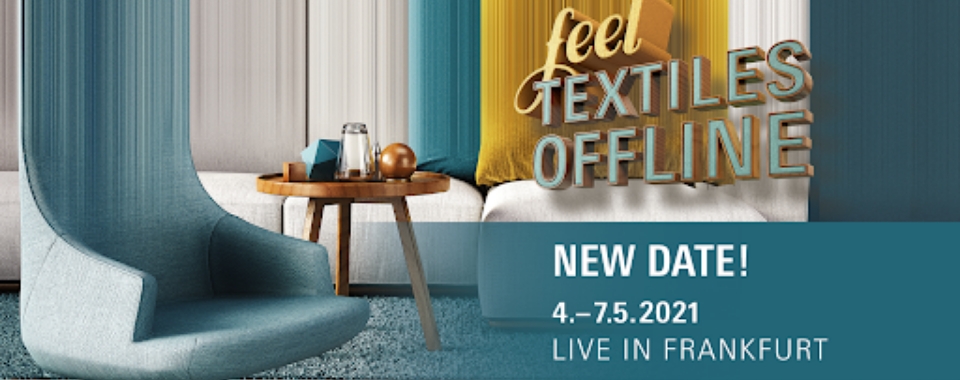 feel
TEXTILES
OFFLINE
NEW DATE!
4.–7.5.2021
LIVE IN FRANKFURT